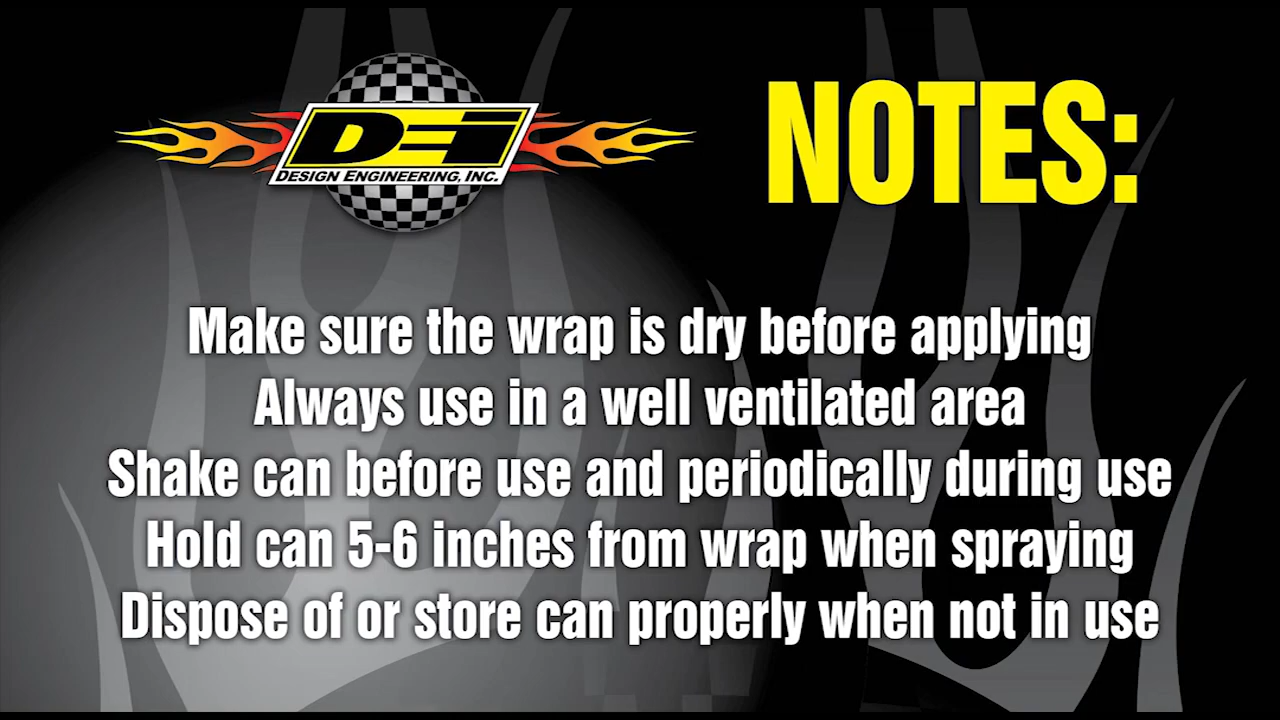 DEi
DESIGN ENGINEERING, INC.
NOTES:
Make sure the wrap is dry before applying
Always use in a well ventilated area
Shake can before use and periodically during use
Hold can 5-6 inches from wrap when spraying
Dispose of or store can properly when not in use